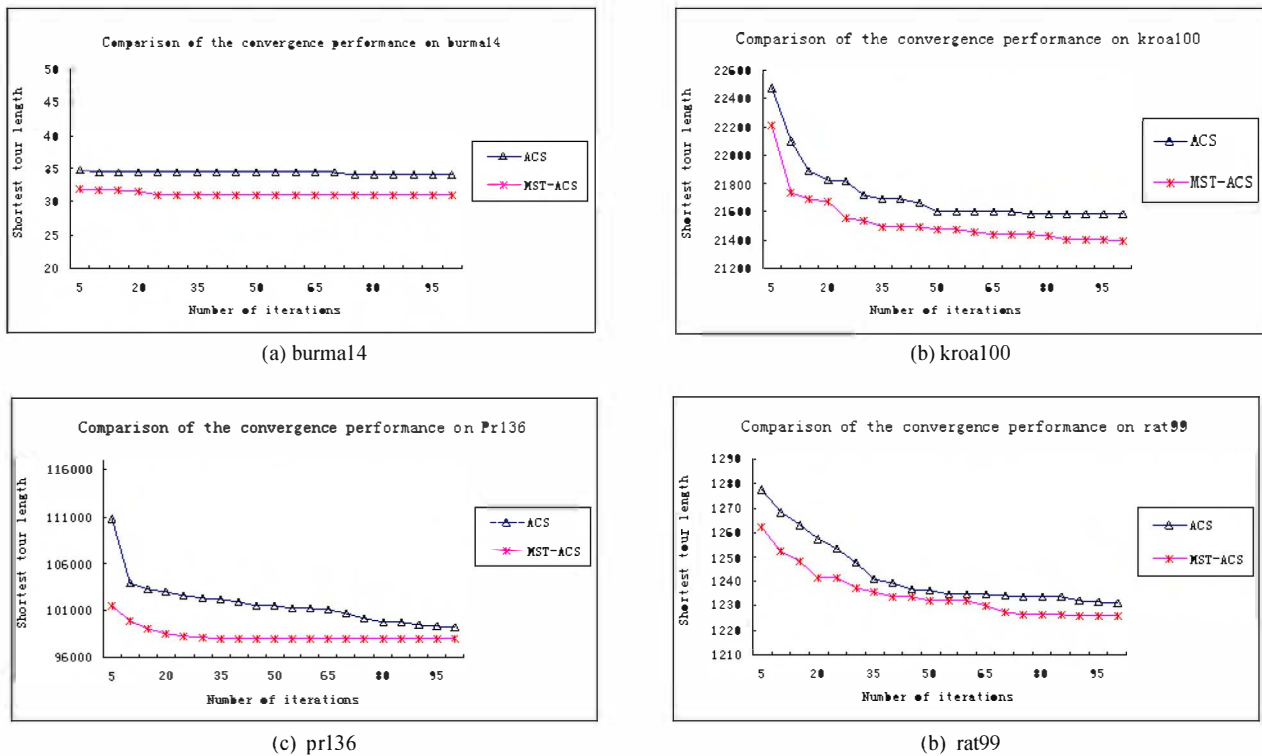 Comparison of the convergence performance on burma14
Shortest tour length
50
45
40
35
30
25
20
5 20 35 50 65 80 95
Number of iterations
ACS
MST-ACS
(a) burma14
Comparison of the convergence performance on kroa100
Shortest tour length
22600
22400
22200
22000
21800
21600
21400
21200
5 20 35 50 65 80 95
Number of iterations
ACS
MST-ACS
(b) kroa100
Comparison of the convergence performance on Pr136
Shortest tour length
116000
111000
106000
101000
96000
5 20 35 50 65 80 95
Number of iterations
ACS
MST-ACS
(c) pr136
Comparison of the convergence performance on rat99
Shortest tour length
1290
1280
1270
1260
1250
1240
1230
1220
1210
5 20 35 50 65 80 95
Number of iterations
ACS
MST-ACS
(b) rat99